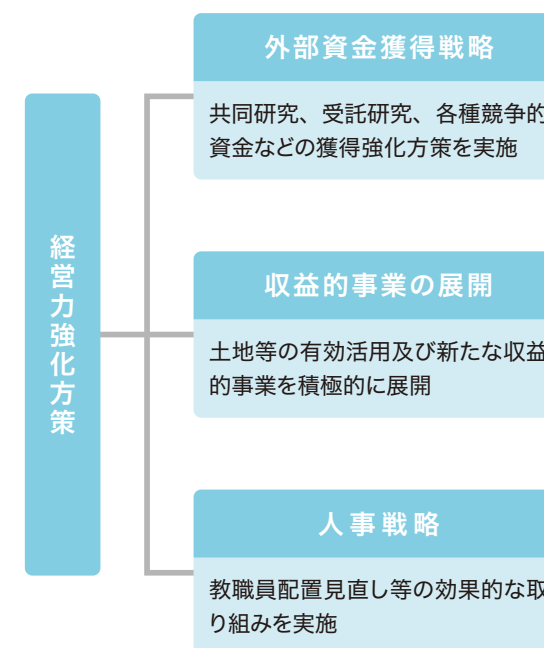 経営力強化方策
外部資金獲得戦略
共同研究、受託研究、各種競争的
資金などの獲得強化方策を実施
収益的事業の展開
土地等の有効活用及び新たな収益
的事業を積極的に展開
人事戦略
教職員配置見直し等の効果的な取
り組みを実施